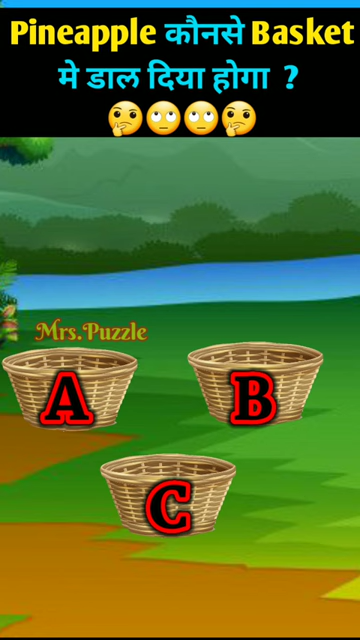 Pineapple कौनसे Basket
मे डाल दिया होगा ?
Mrs.Puzzle
A B
C